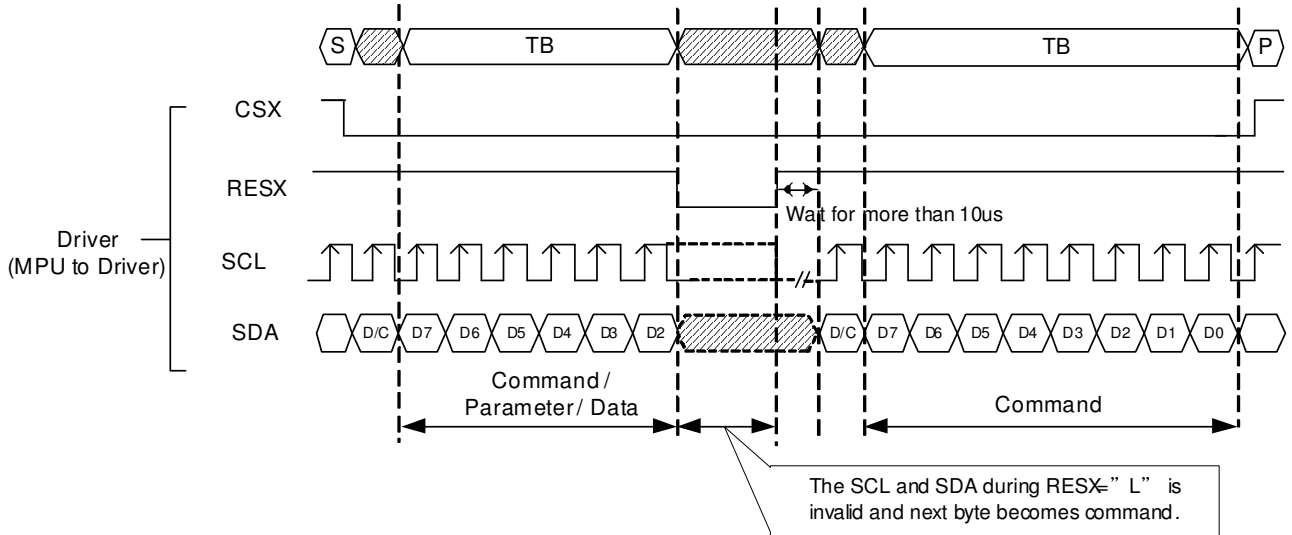 S TB TB P
CSX
RESX
Wait for more than 10us
Driver
(MPU to Driver)
SCL
SDA D/C D7 D6 D5 D4 D3 D2 D/C D7 D6 D5 D4 D3 D2 D1 D0
Command /
Parameter / Data
Command
The SCL and SDA during RESX=” L” is
invalid and next byte becomes command.